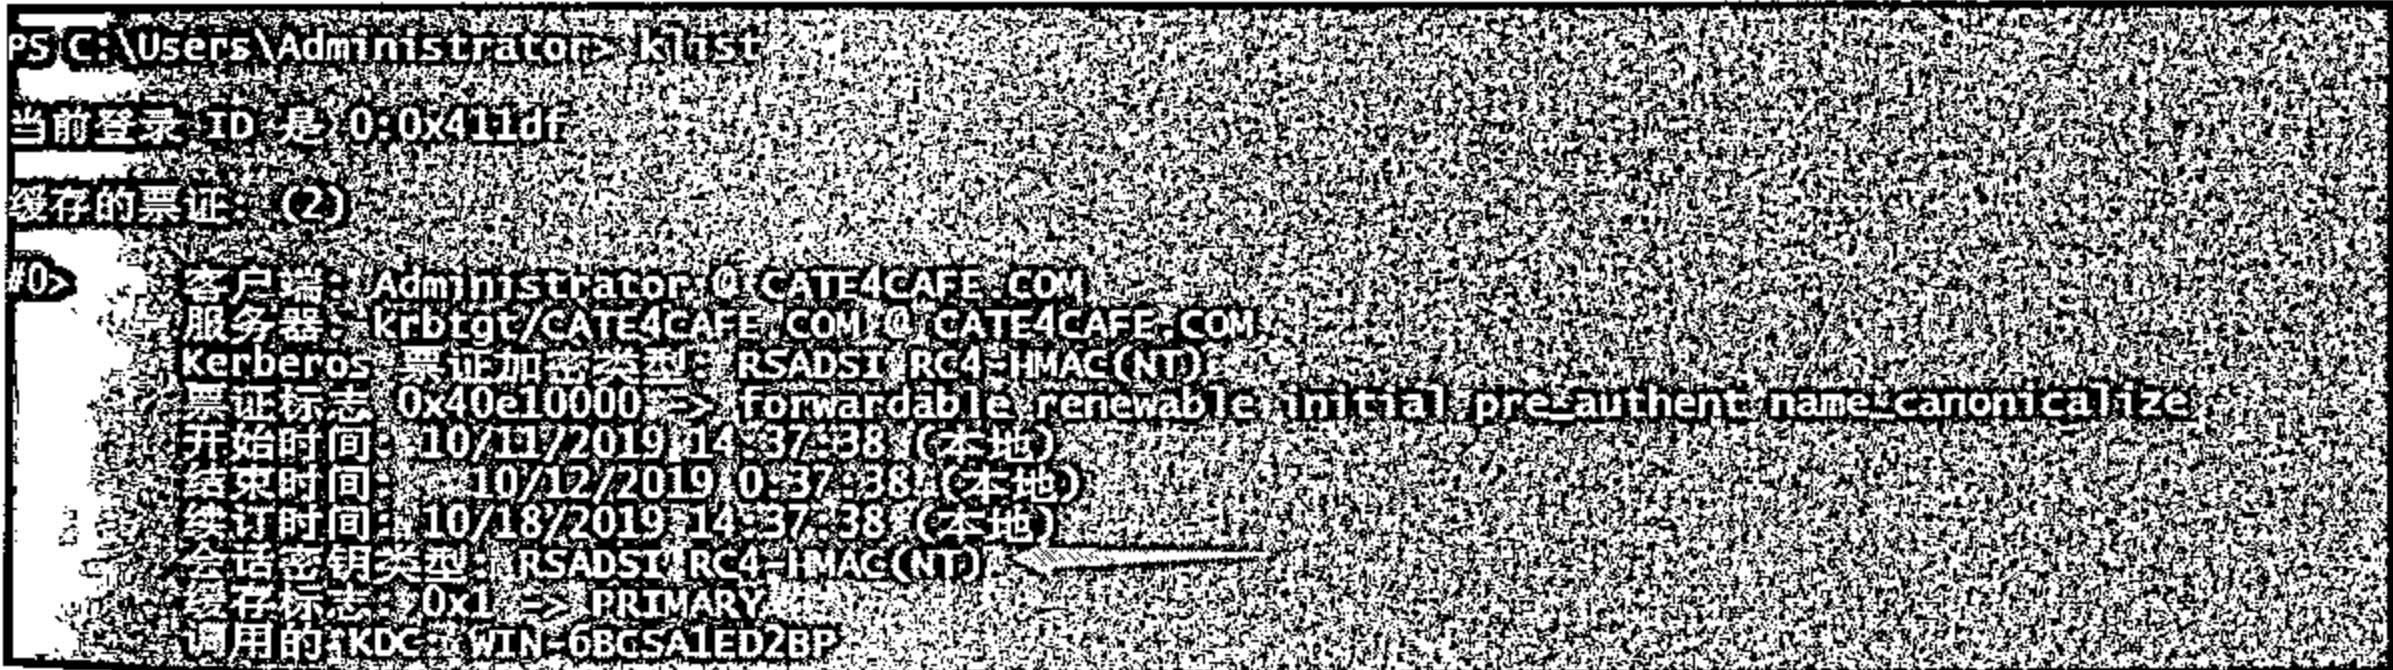 PS C:\Users\Administrator> klist
当前登录 ID 是 0:0x411df
缓存的票证: (2)
#0>     客户端: Administrator @ CATE4CAFE.COM
服务器: krbtgt/CATE4CAFE.COM @ CATE4CAFE.COM
Kerberos 票证加密类型: RSADSI RC4-HMAC(NT)
票证标志 0x40e10000 -> forwardable renewable initial pre_authent name_canonicalize
开始时间: 10/11/2019 14:37:38 (本地)
结束时间:   10/12/2019 0:37:38 (本地)
续订时间: 10/18/2019 14:37:38 (本地)
会话密钥类型: RSADSI RC4-HMAC(NT)
缓存标志: 0x1 -> PRIMARY
调用的 KDC: WIN-6BCSA1ED2BP